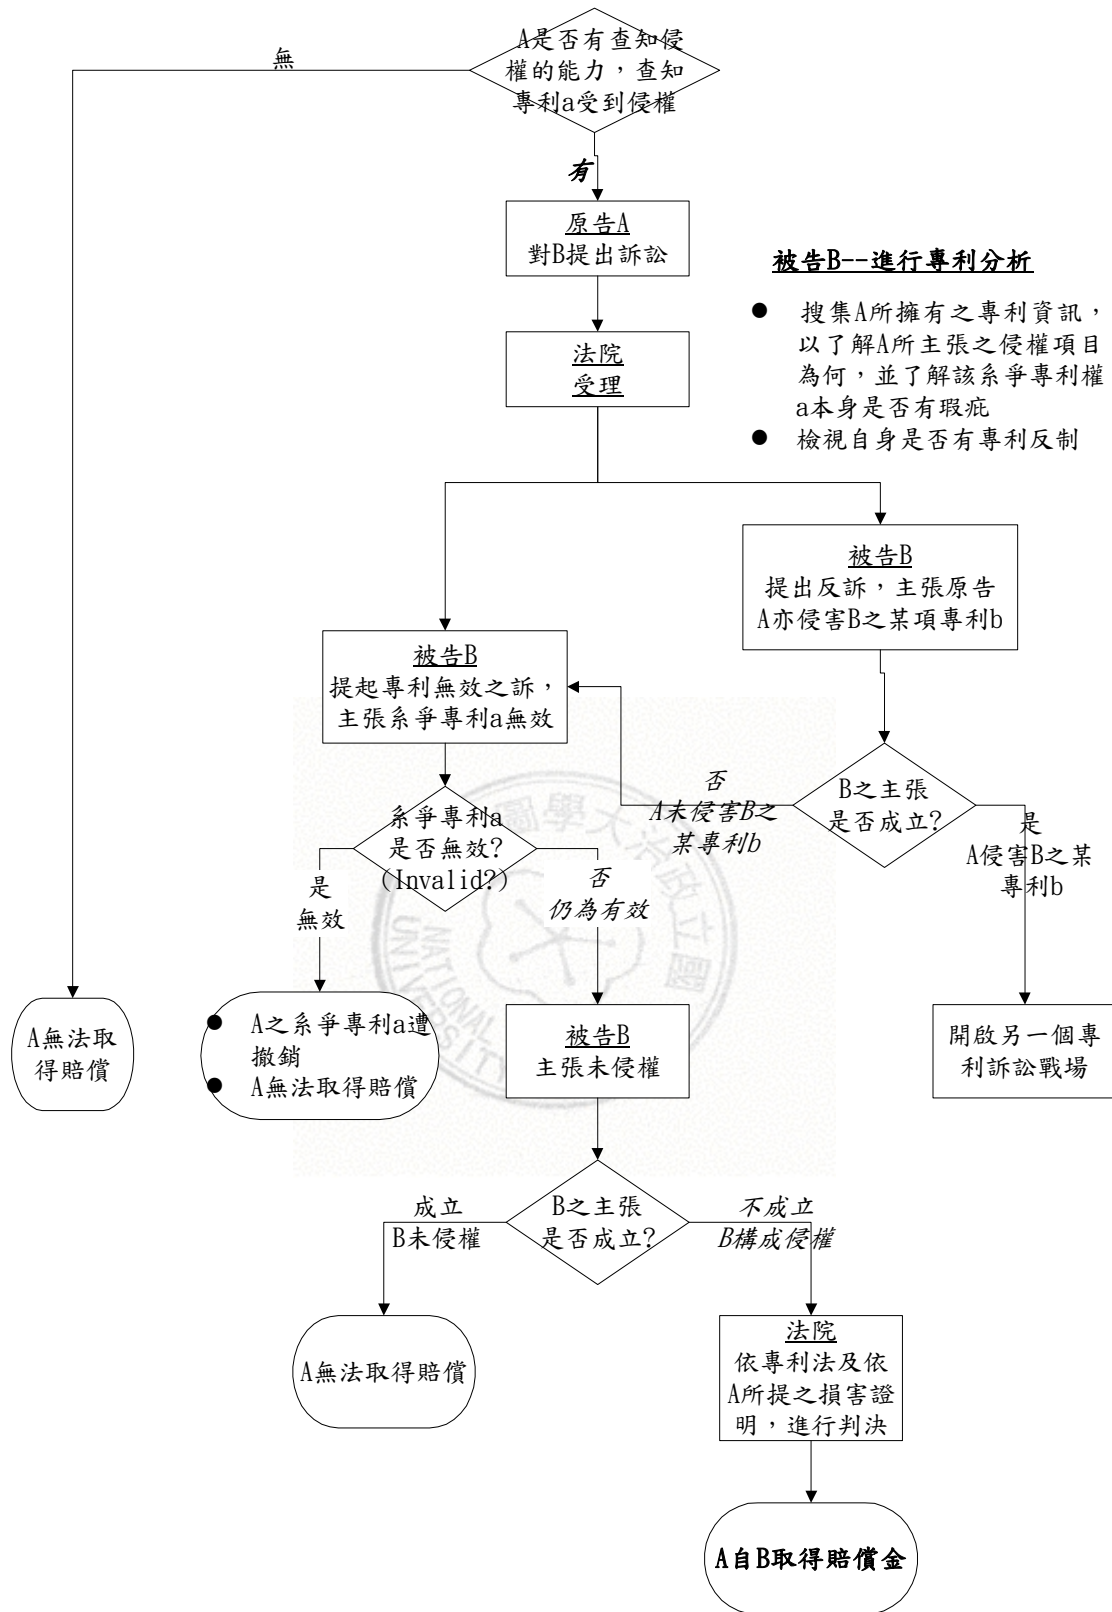 A是否有查知侵
權的能力，查知
專利a受到侵權
無
有
原告A
對B提出訴訟
被告B--進行專利分析
● 搜集A所擁有之專利資訊，
以了解A所主張之侵權項目
為何，並了解該系爭專利權
a本身是否有瑕疵
● 檢視自身是否有專利反制
法院
受理
被告B
提出反訴，主張原告
A亦侵害B之某項專利b
被告B
提起專利無效之訴，
主張系爭專利a無效
B之主張
是否成立?
否
A未侵害B之
某專利b
是
A侵害B之某
專利b
系爭專利a
是否無效?
(Invalid?)
是
無效
否
仍為有效
A無法取
得賠償
● A之系爭專利a遭
撤銷
● A無法取得賠償
被告B
主張未侵權
開啟另一個專
利訴訟戰場
B之主張
是否成立?
成立
B未侵權
不成立
B構成侵權
A無法取得賠償
法院
依專利法及依
A所提之損害證
明，進行判決
A自B取得賠償金
國立政治大學圖
NATIONAL
UNIVERSITY